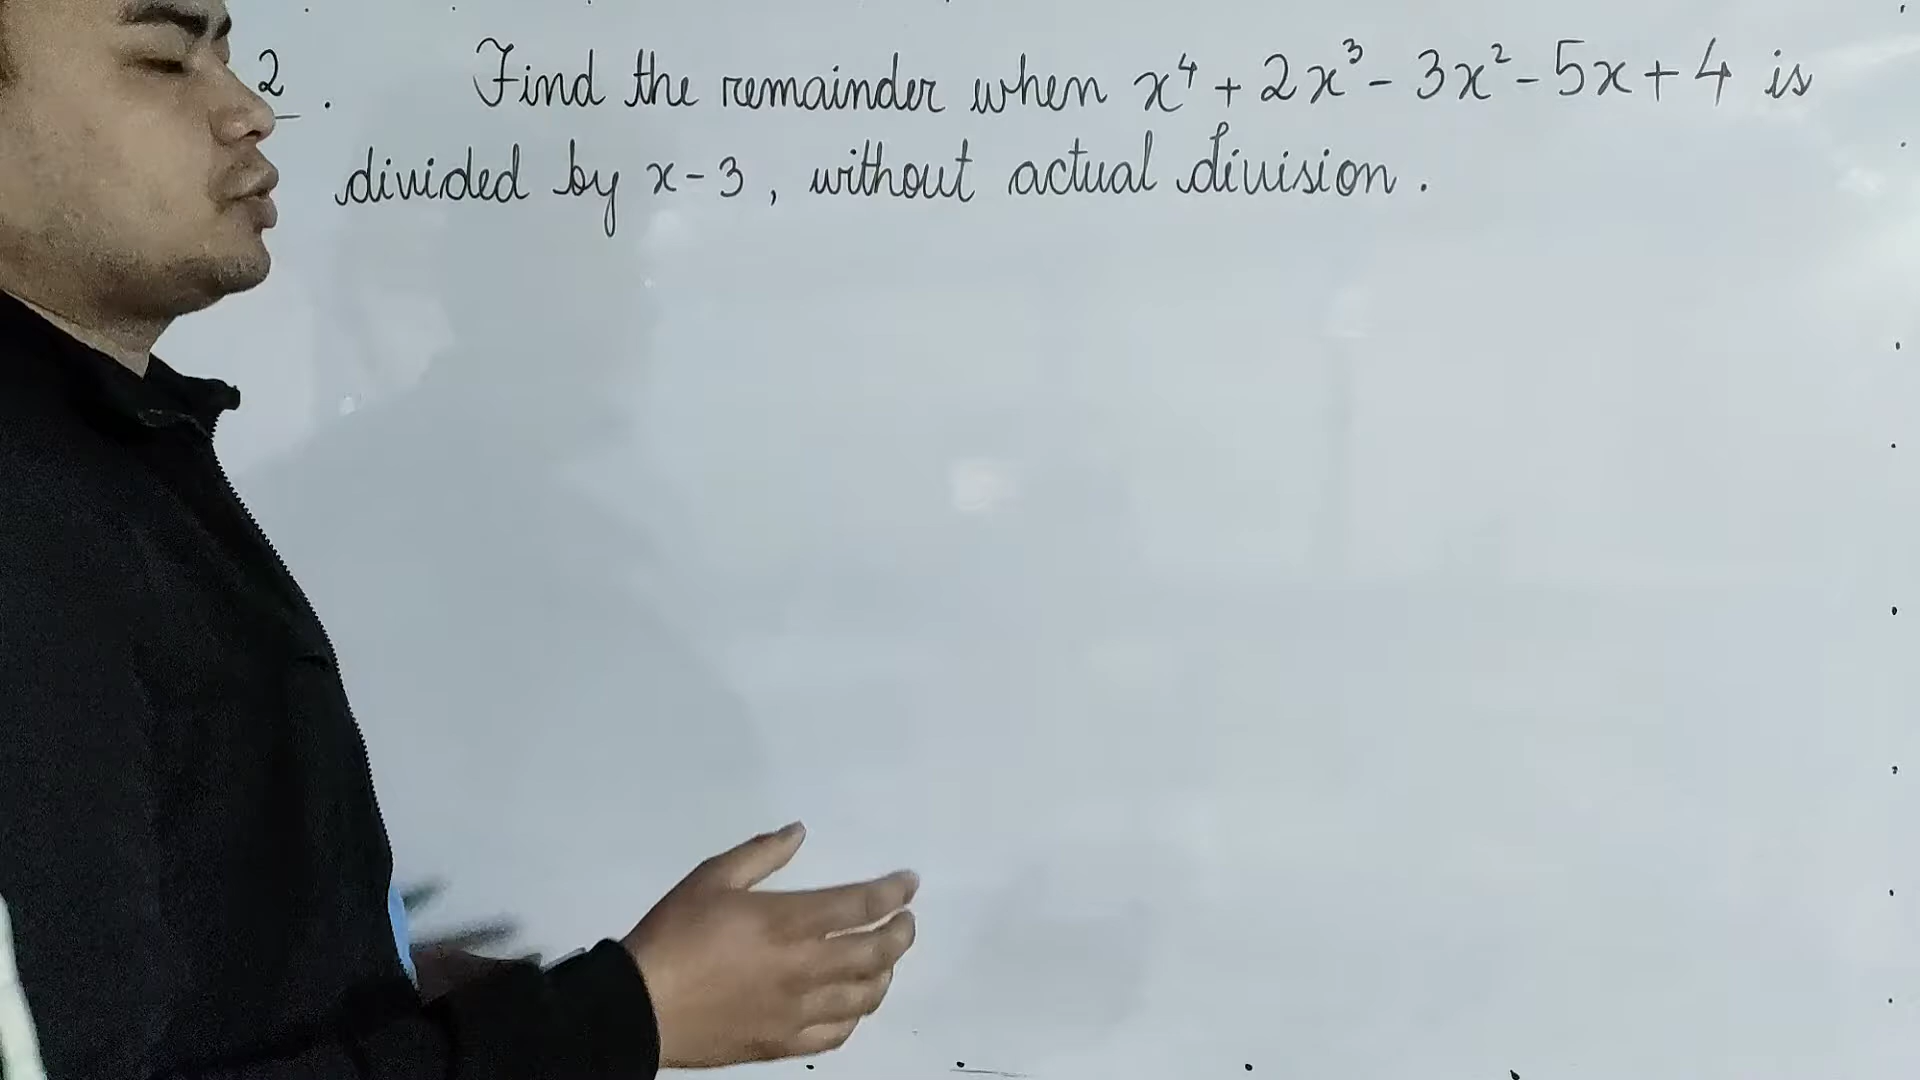 2. Find the remainder when x⁴ + 2x³ - 3x² - 5x + 4 is
divided by x - 3, without actual division.